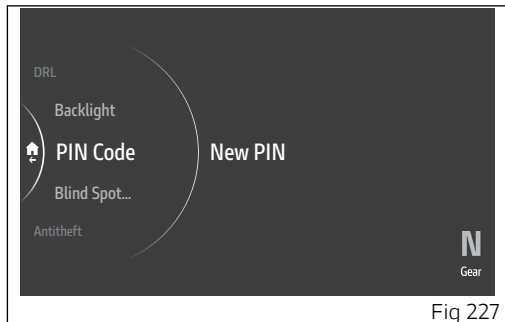 DRL
Backlight
PIN Code
New PIN
Blind Spot...
Antitheft
N
Gear
Fig 227